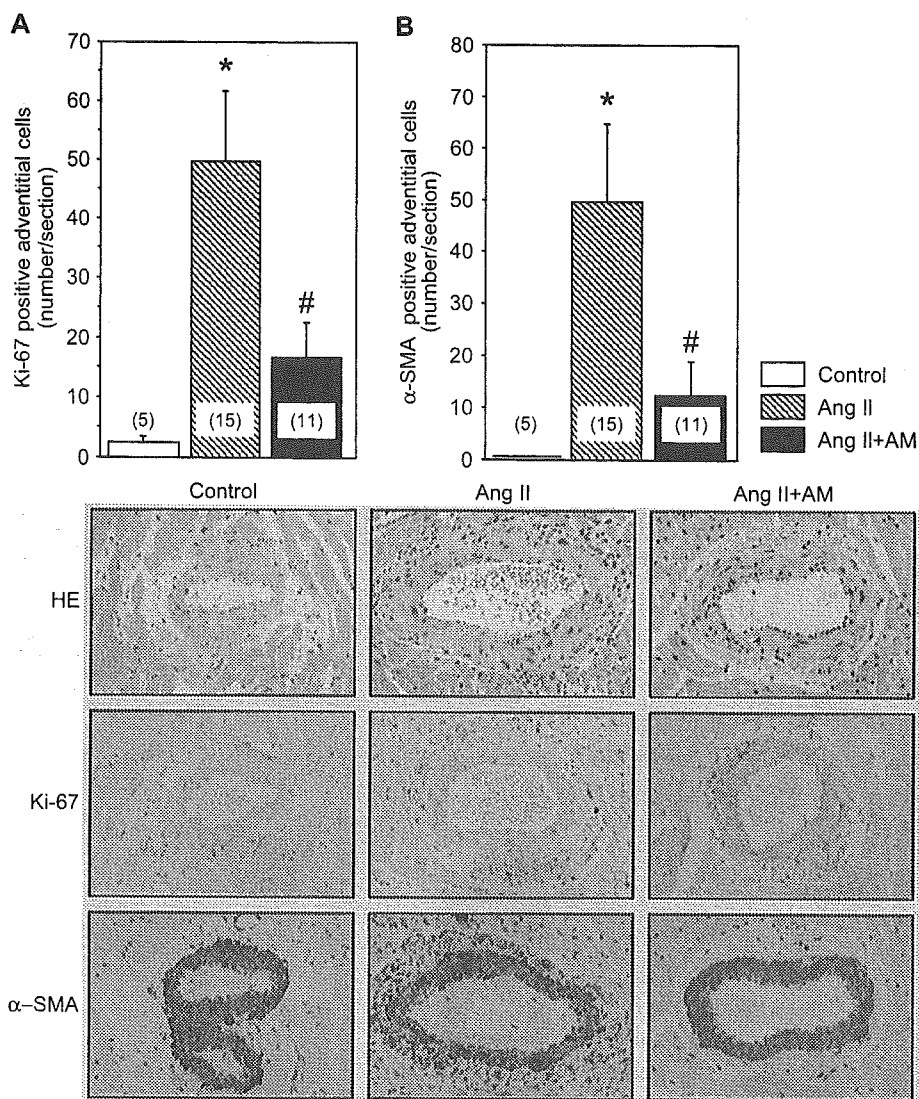 A
Ki-67 positive adventitial cells
(number/section)
70
60
50
40
30
20
10
0
*
#
(5)
(15)
(11)
B
α-SMA positive adventitial cells
(number/section)
80
70
60
50
40
30
20
10
0
*
#
(5)
(15)
(11)
Control
Ang II
Ang II+AM
Control
Ang II
Ang II+AM
HE
Ki-67
α–SMA